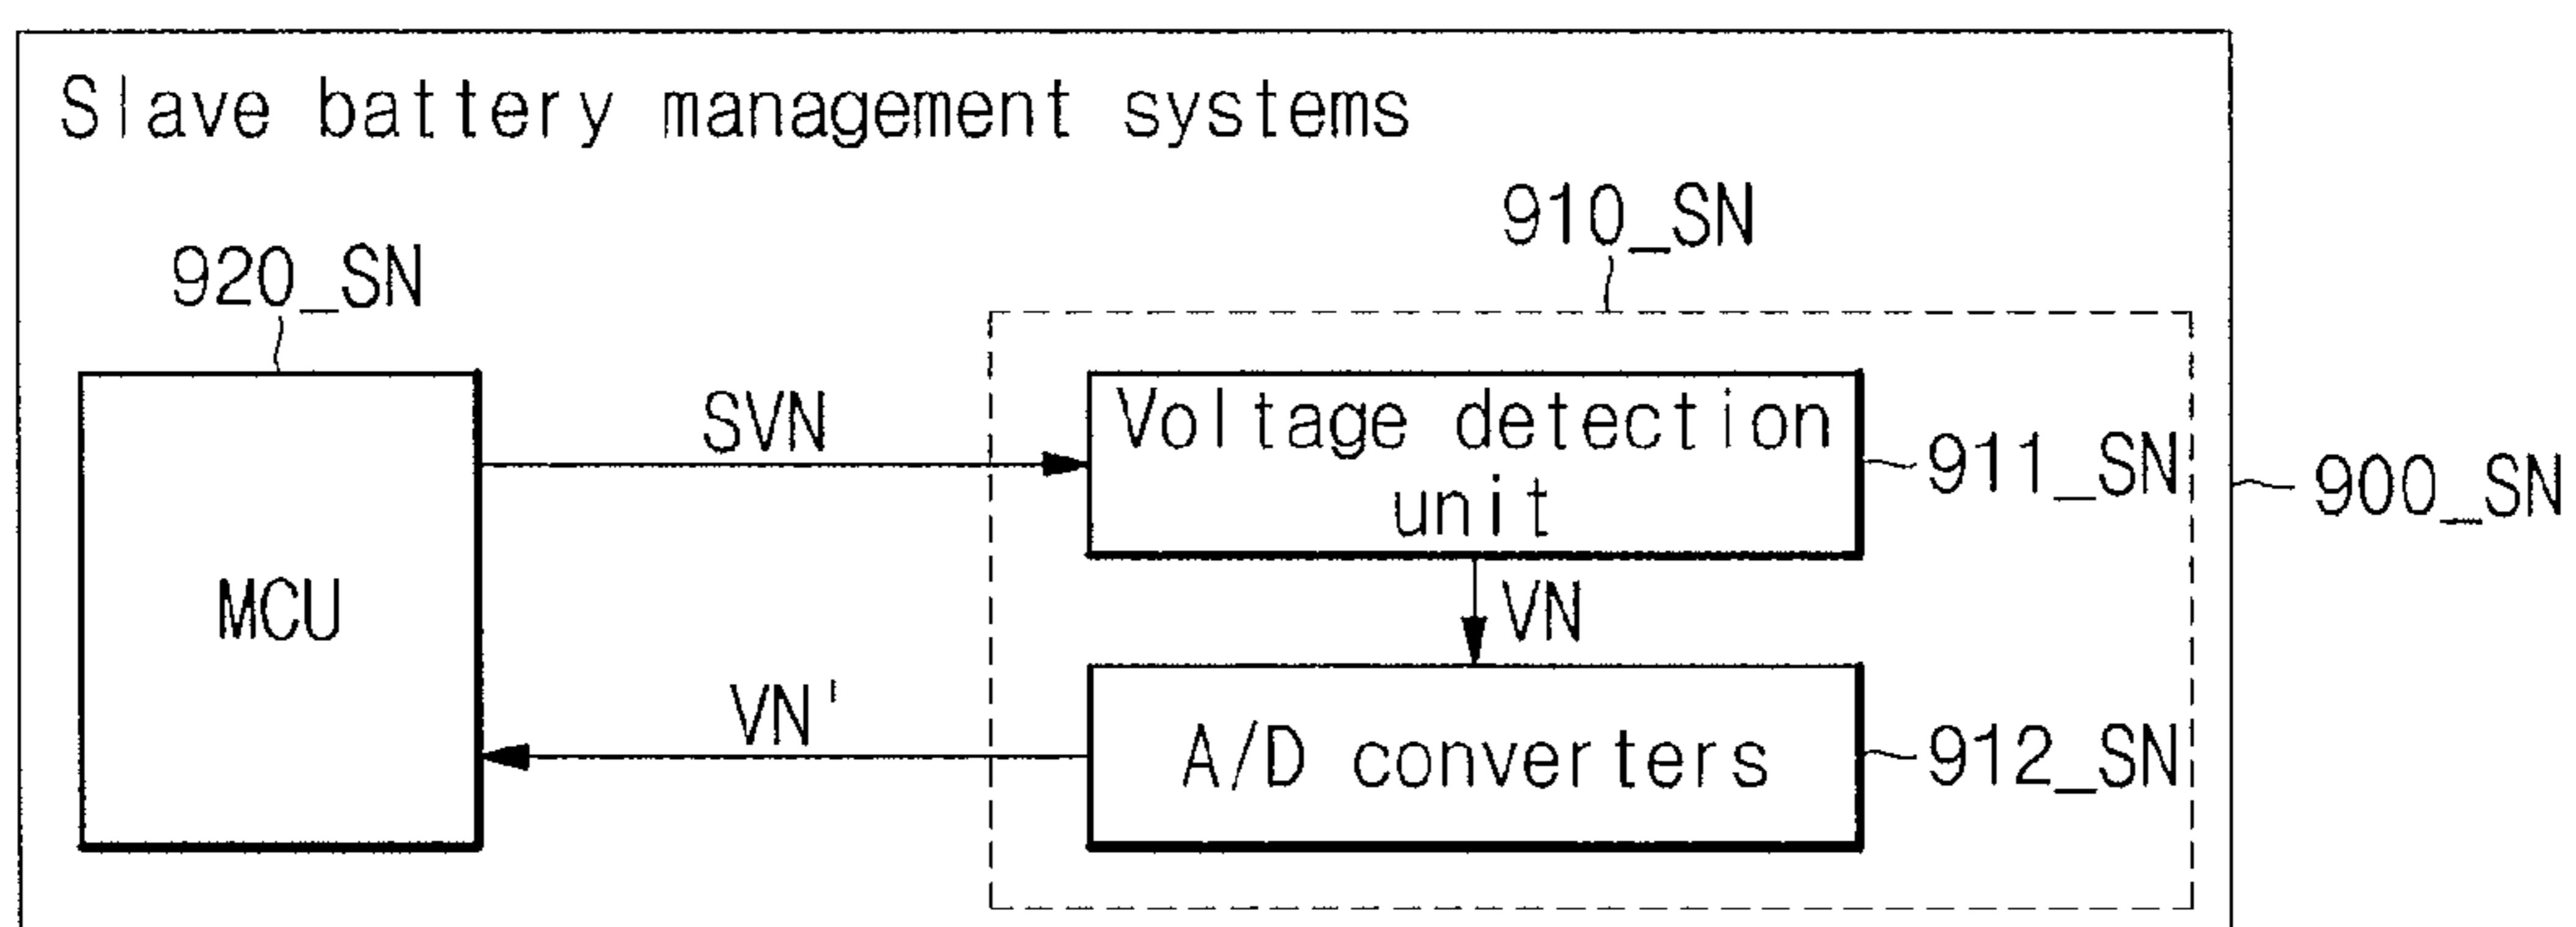 Slave battery management systems
910_SN
920_SN
SVN
Voltage detection
unit
911_SN
900_SN
MCU
VN
VN'
A/D converters
912_SN